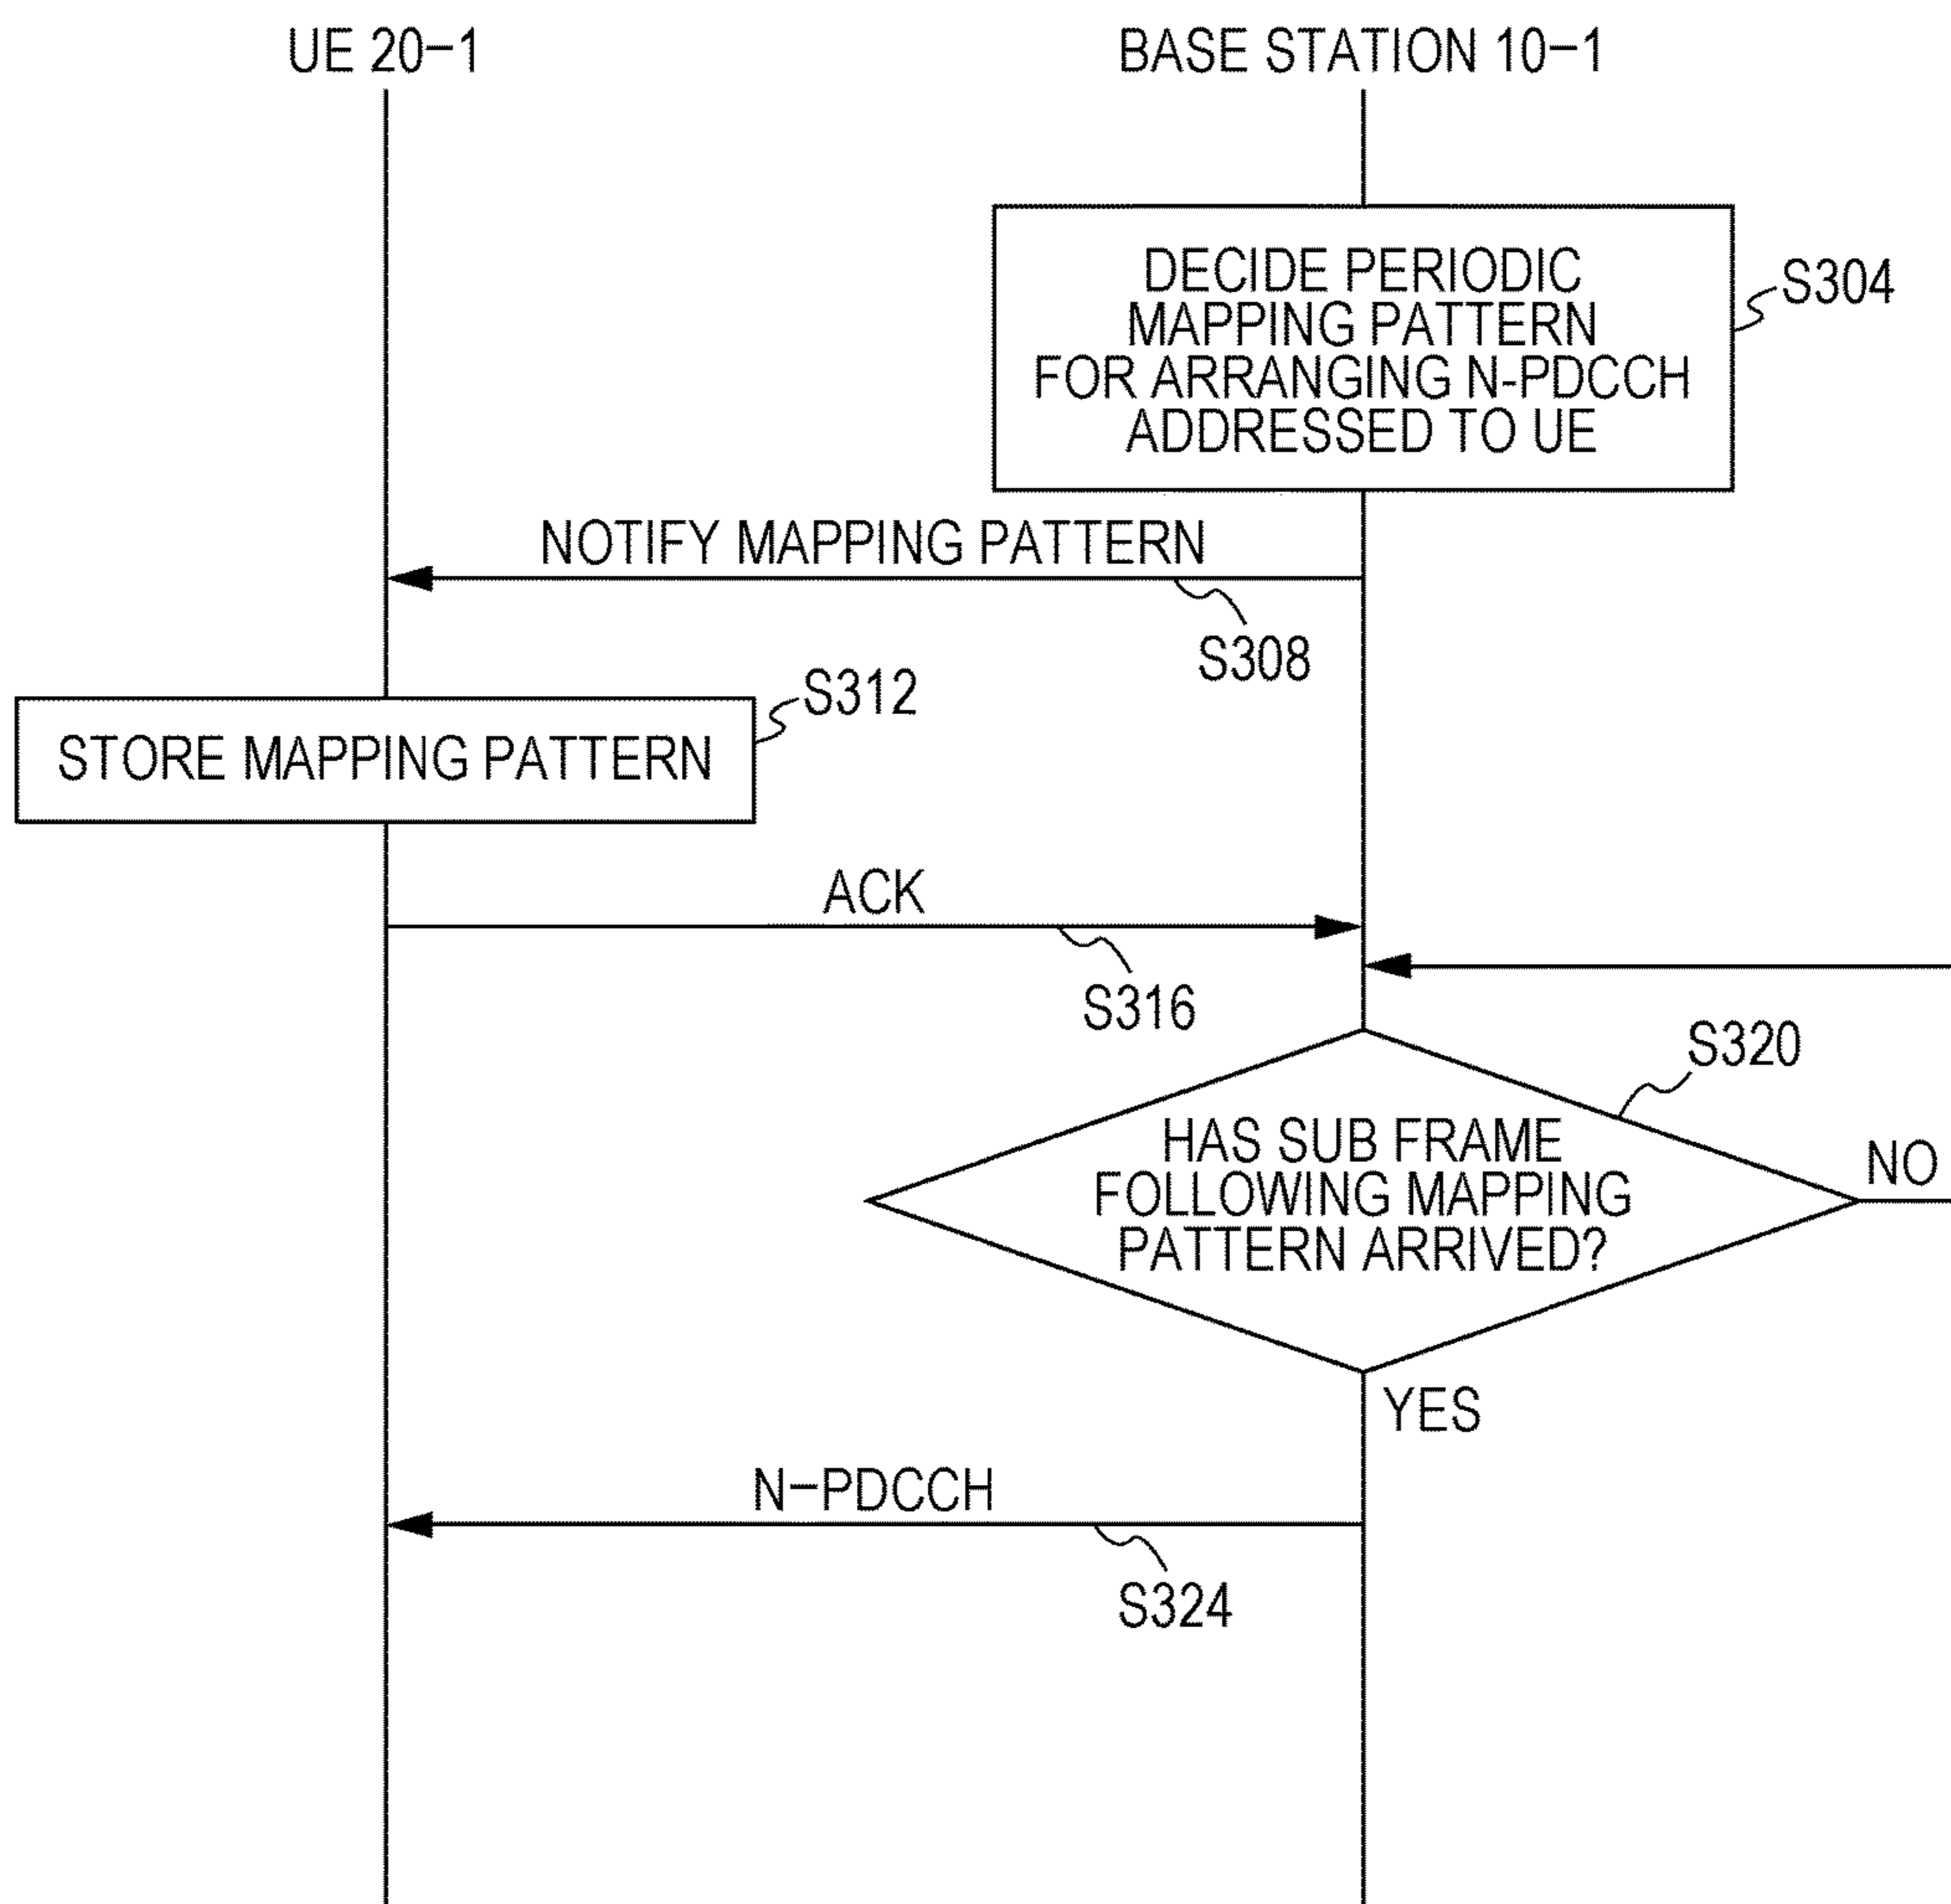 UE 20-1
BASE STATION 10-1
DECIDE PERIODIC
MAPPING PATTERN
FOR ARRANGING N-PDCCH
ADDRESSED TO UE
S304
NOTIFY MAPPING PATTERN
S308
S312
STORE MAPPING PATTERN
ACK
S316
S320
HAS SUB FRAME
FOLLOWING MAPPING
PATTERN ARRIVED?
NO
YES
N-PDCCH
S324